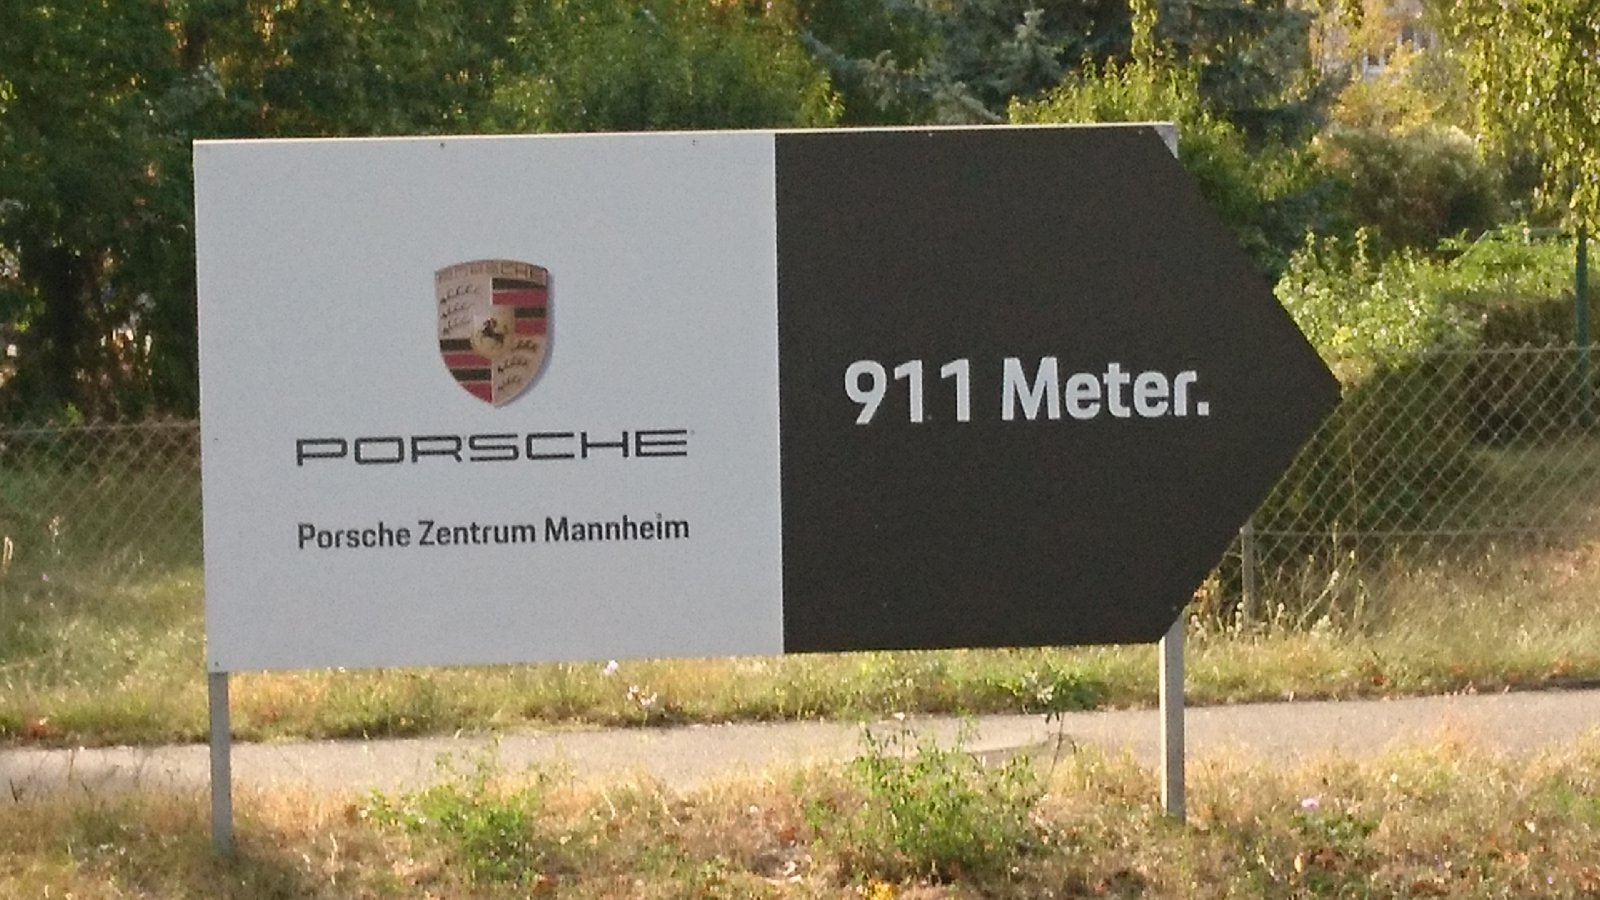 PORSCHE
PORSCHE
Porsche Zentrum Mannheim
911 Meter.